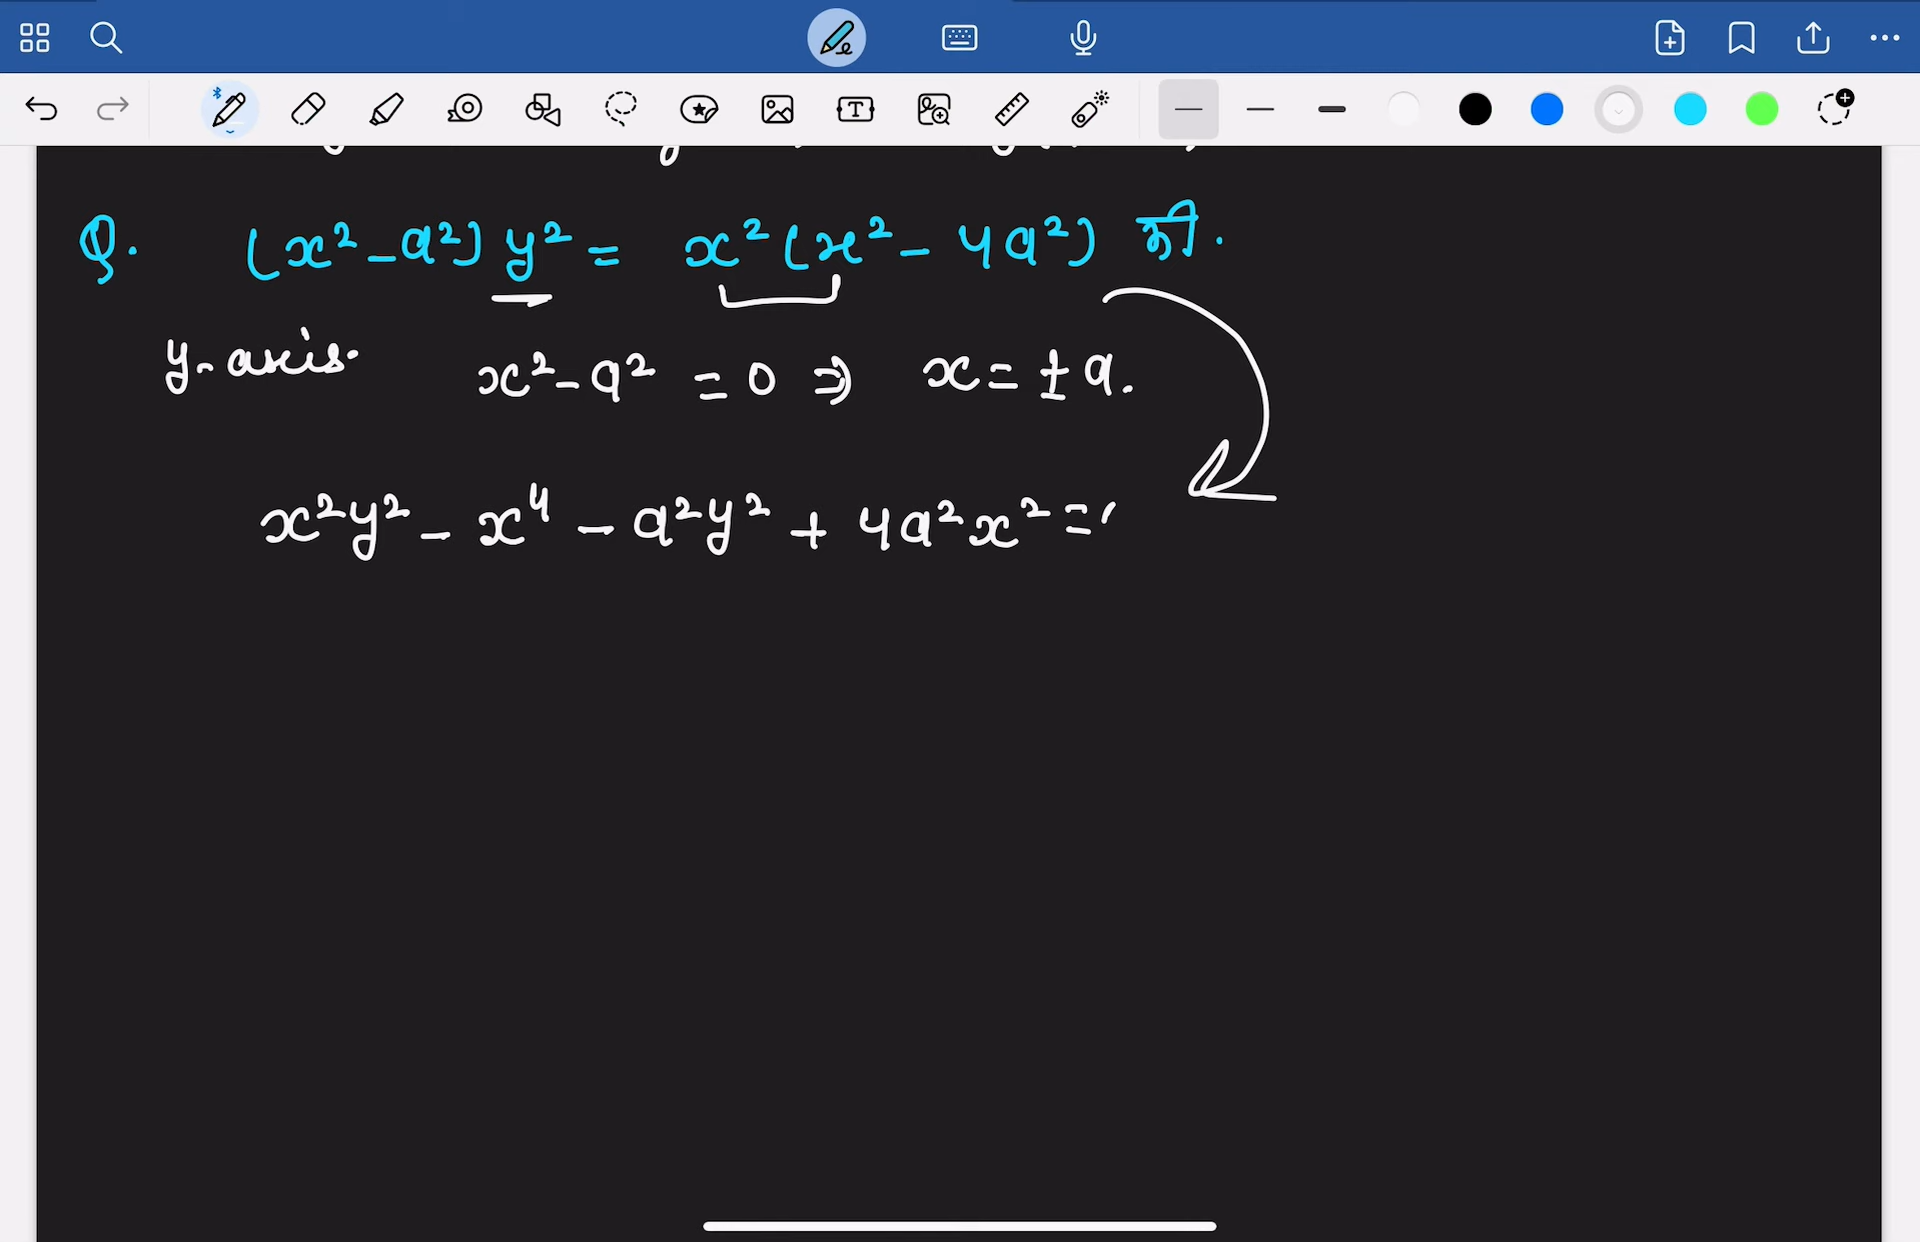 Q. (x² - a²) y² = x² (x² - 4a²) की.
y-axis. x² - a² = 0 ⇒ x = ± a.
x²y² - x⁴ - a²y² + 4a²x² =